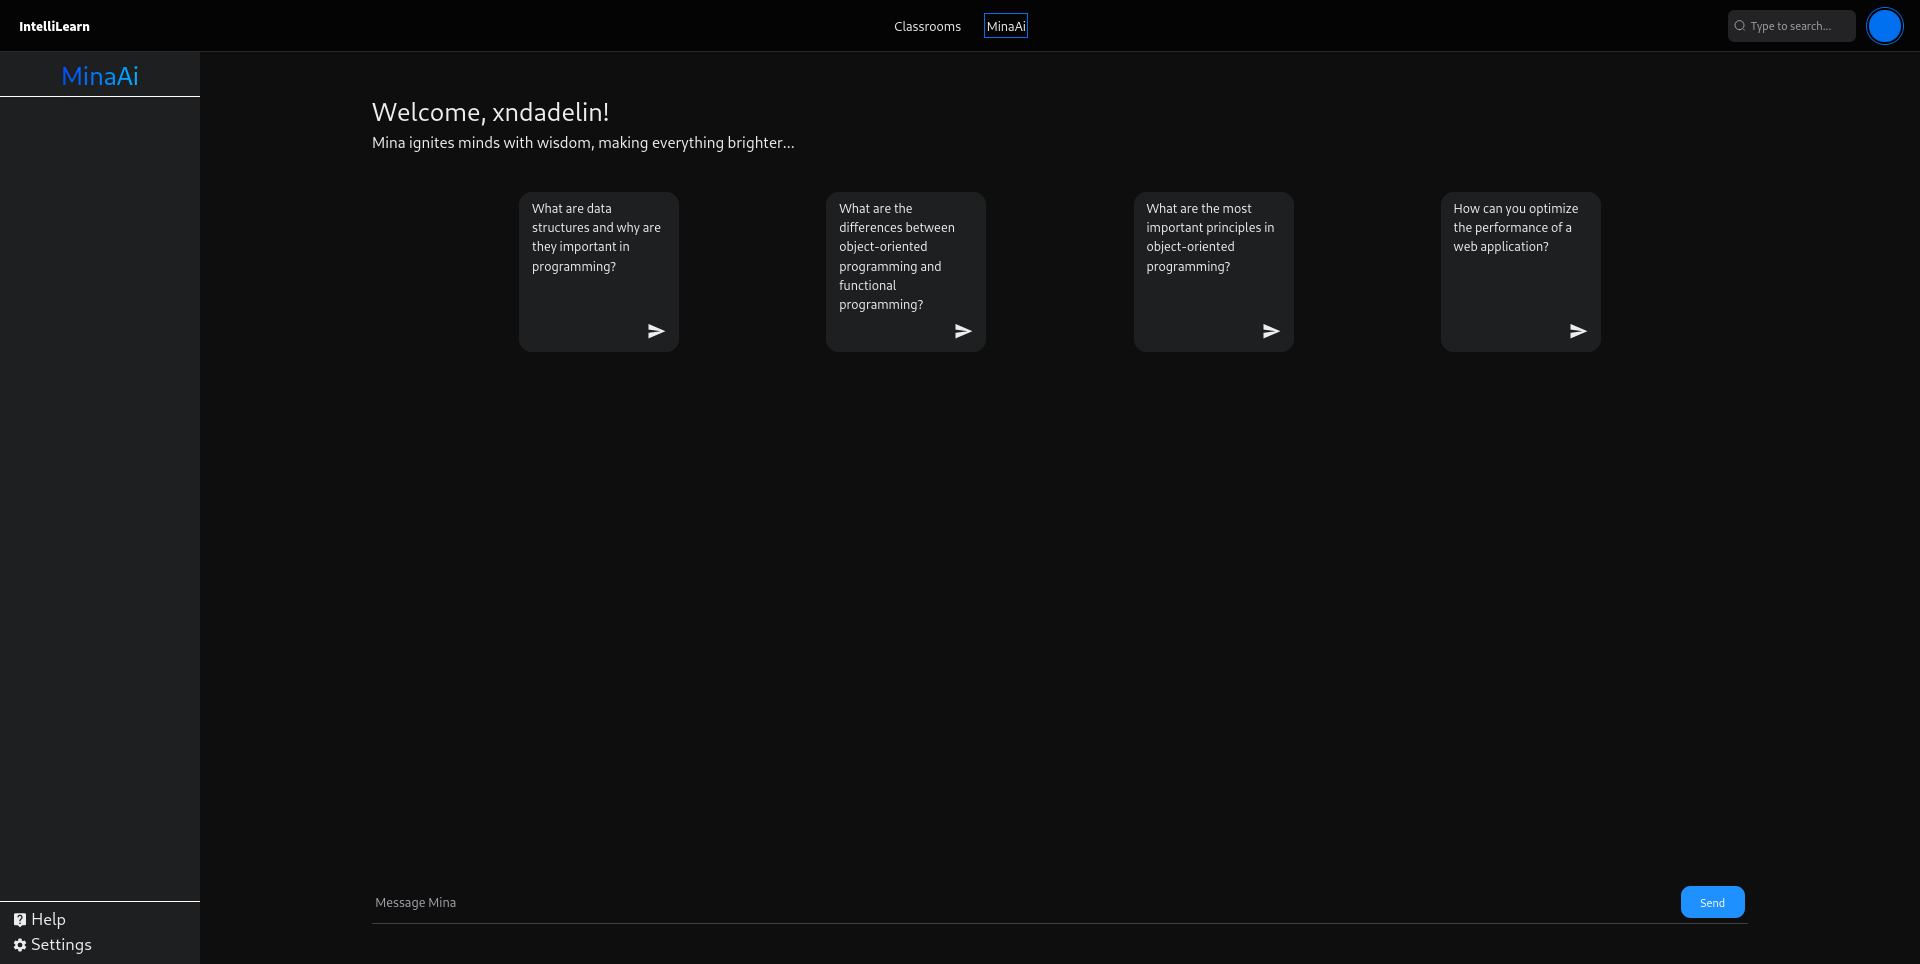 IntelliLearn
Classrooms
MinaAi
Type to search...
MinaAi
Welcome, xndadelin!
Mina ignites minds with wisdom, making everything brighter...
What are data
structures and why are
they important in
programming?
What are the
differences between
object-oriented
programming and
functional
programming?
What are the most
important principles in
object-oriented
programming?
How can you optimize
the performance of a
web application?
Message Mina
Send
Help
Settings